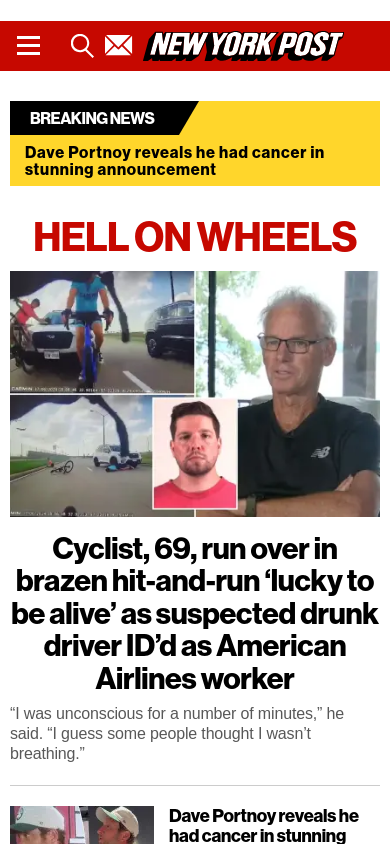 NEW YORK POST
BREAKING NEWS
Dave Portnoy reveals he had cancer in
stunning announcement
HELL ON WHEELS
Cyclist, 69, run over in
brazen hit-and-run ‘lucky to
be alive’ as suspected drunk
driver ID’d as American
Airlines worker
“I was unconscious for a number of minutes,” he
said. “I guess some people thought I wasn’t
breathing.”
Dave Portnoy reveals he
had cancer in stunning